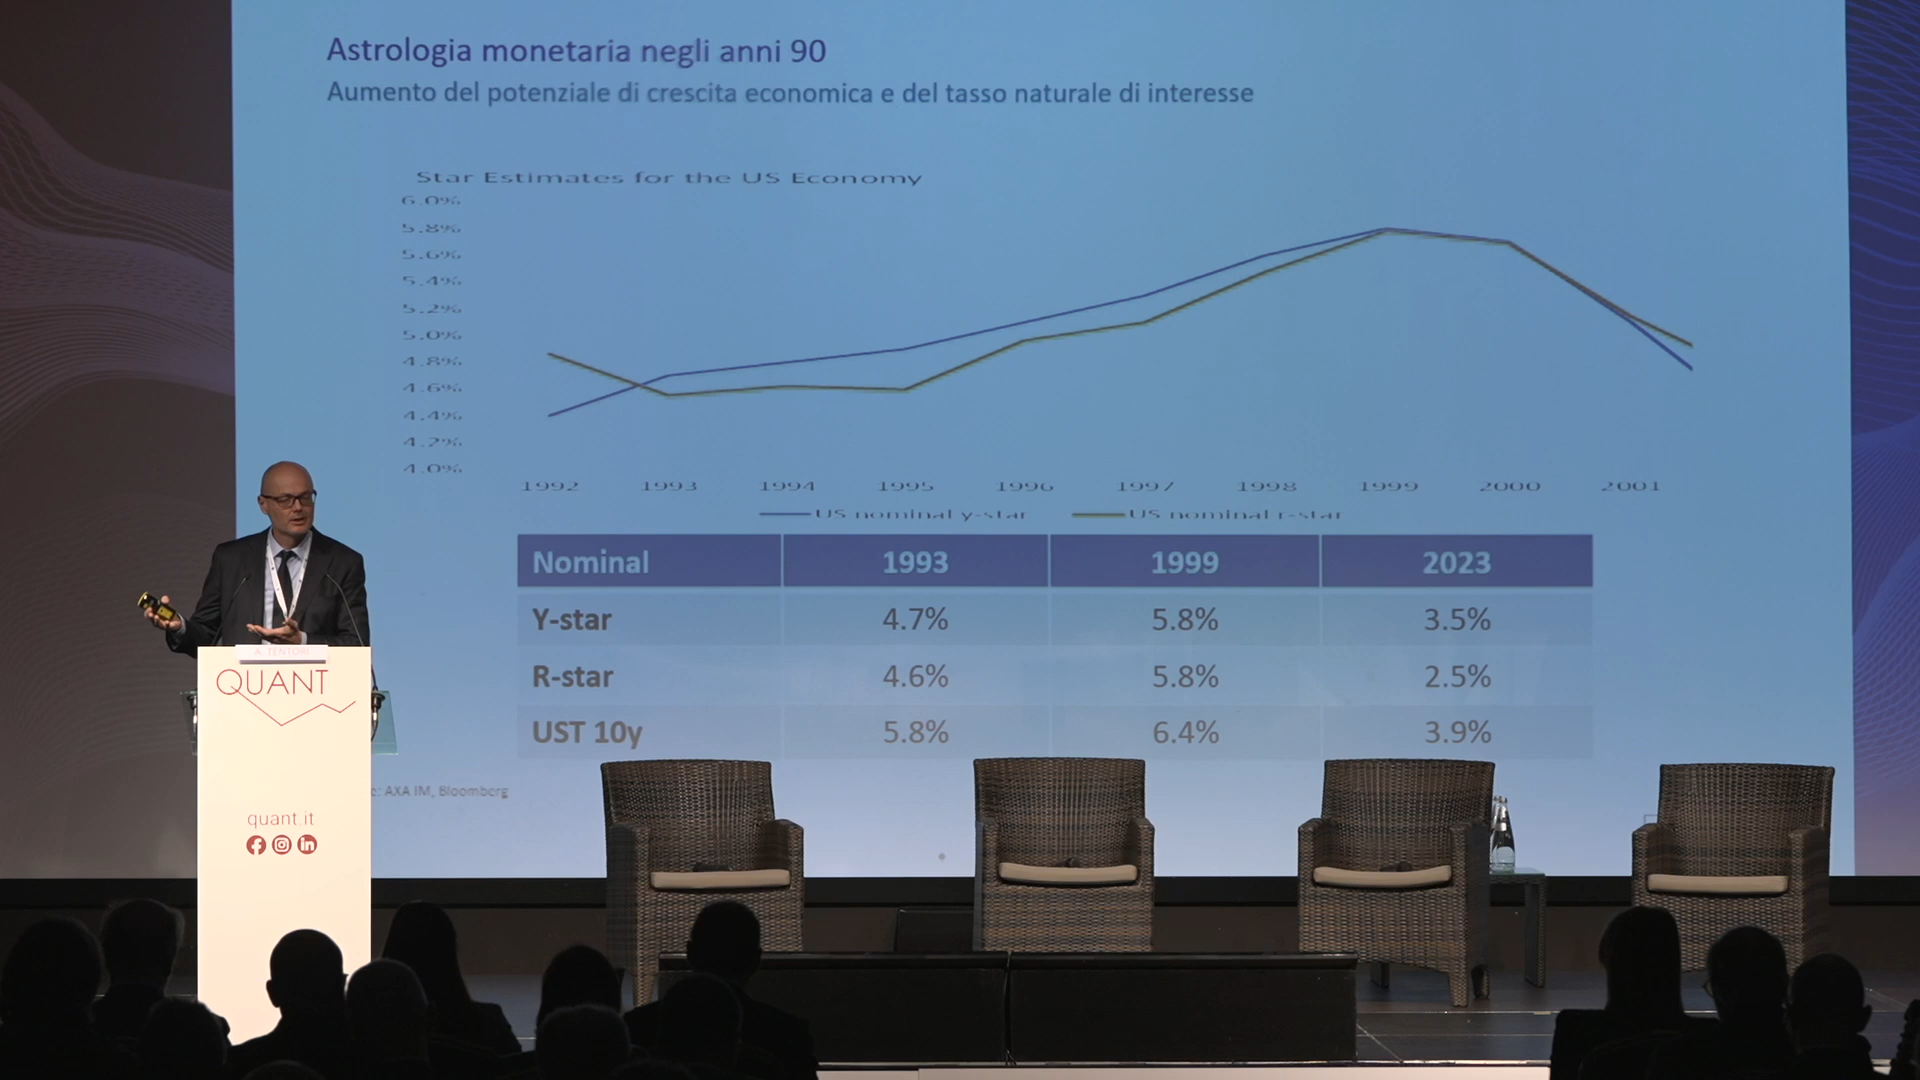 Astrologia monetaria negli anni 90
Aumento del potenziale di crescita economica e del tasso naturale di interesse
Star Estimates for the US Economy
6.0%
5.8%
5.6%
5.4%
5.2%
5.0%
4.8%
4.6%
4.4%
4.2%
4.0%
1992 1993 1994 1995 1996 1997 1998 1999 2000 2001
US nominal y-star US nominal r-star
Nominal 1993 1999 2023
Y-star 4.7% 5.8% 3.5%
R-star 4.6% 5.8% 2.5%
UST 10y 5.8% 6.4% 3.9%
AXA IM, Bloomberg
A. TENTORI
QUANT
quant.it